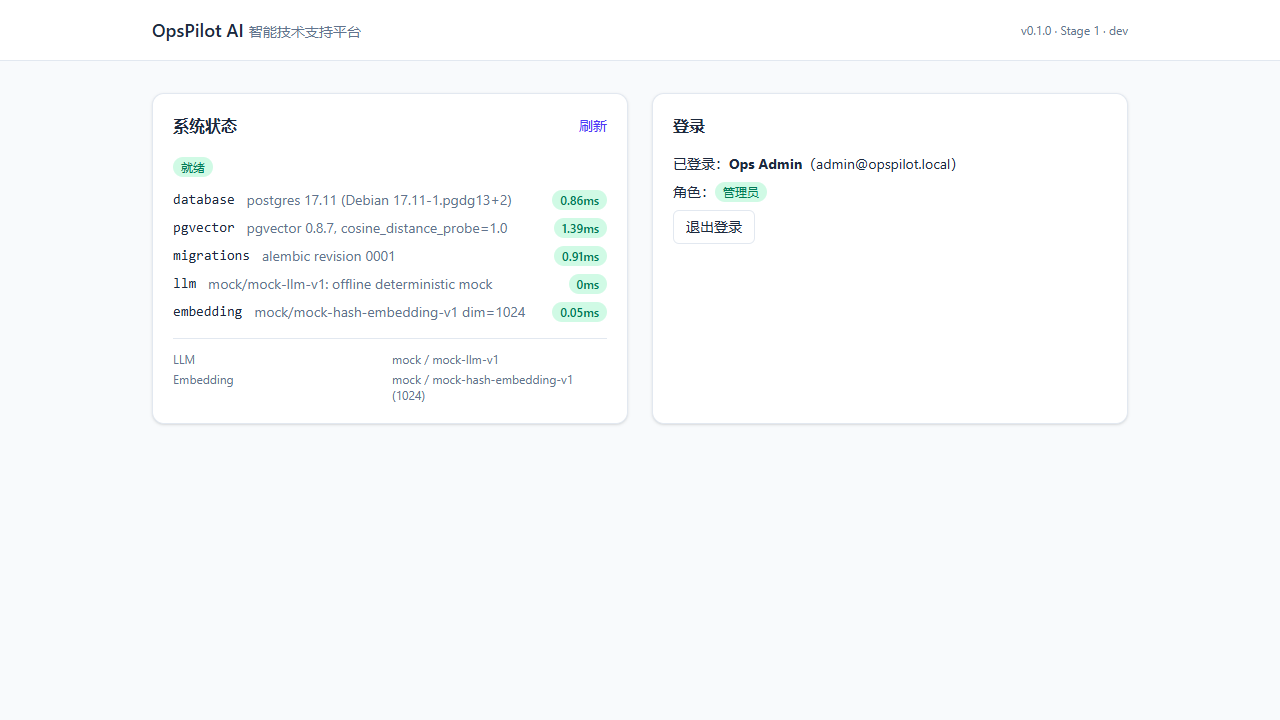 OpsPilot AI 智能技术支持平台
v0.1.0 · Stage 1 · dev
系统状态
刷新
就绪
database postgres 17.11 (Debian 17.11-1.pgdg13+2) 0.86ms
pgvector pgvector 0.8.7, cosine_distance_probe=1.0 1.39ms
migrations alembic revision 0001 0.91ms
llm mock/mock-llm-v1: offline deterministic mock 0ms
embedding mock/mock-hash-embedding-v1 dim=1024 0.05ms
LLM mock / mock-llm-v1
Embedding mock / mock-hash-embedding-v1
(1024)
登录
已登录：Ops Admin（admin@opspilot.local）
角色：管理员
退出登录